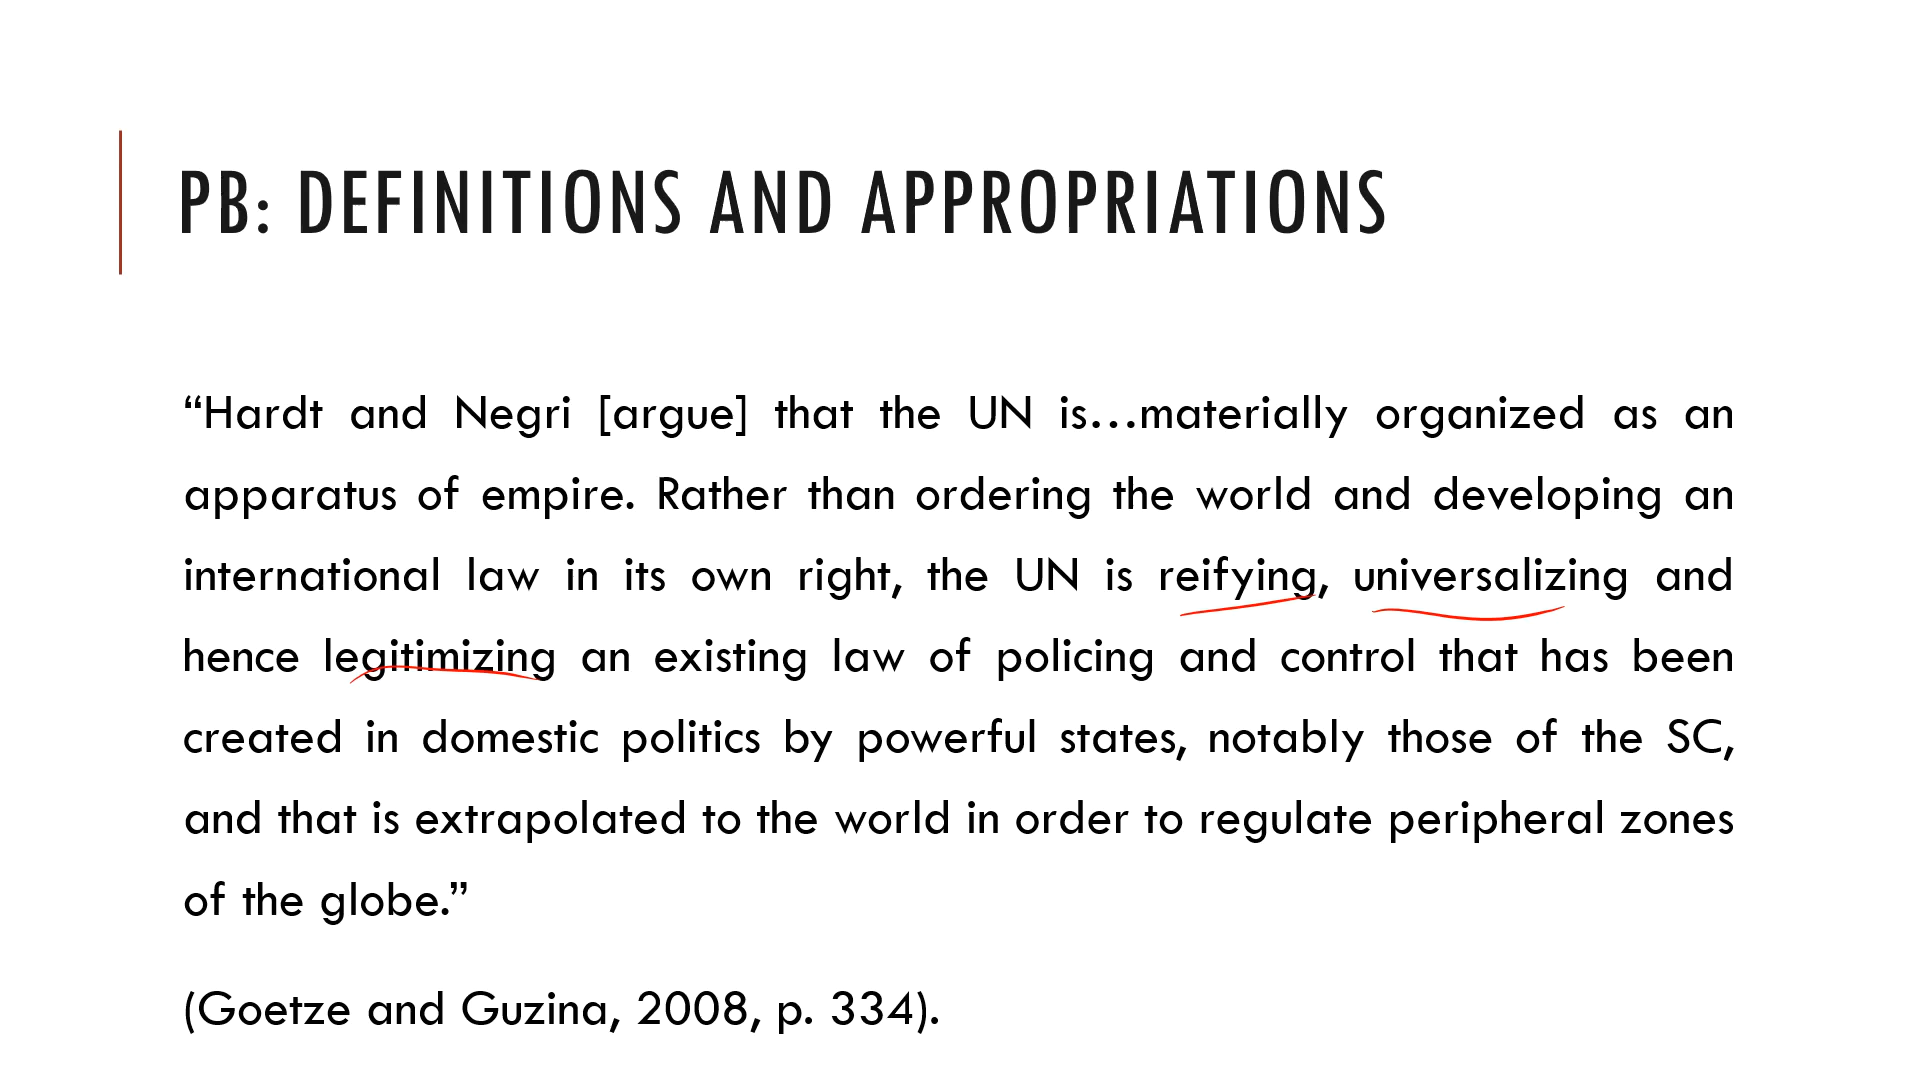 PB: DEFINITIONS AND APPROPRIATIONS
“Hardt and Negri [argue] that the UN is…materially organized as an
apparatus of empire. Rather than ordering the world and developing an
international law in its own right, the UN is reifying, universalizing and
hence legitimizing an existing law of policing and control that has been
created in domestic politics by powerful states, notably those of the SC,
and that is extrapolated to the world in order to regulate peripheral zones
of the globe.”
(Goetze and Guzina, 2008, p. 334).